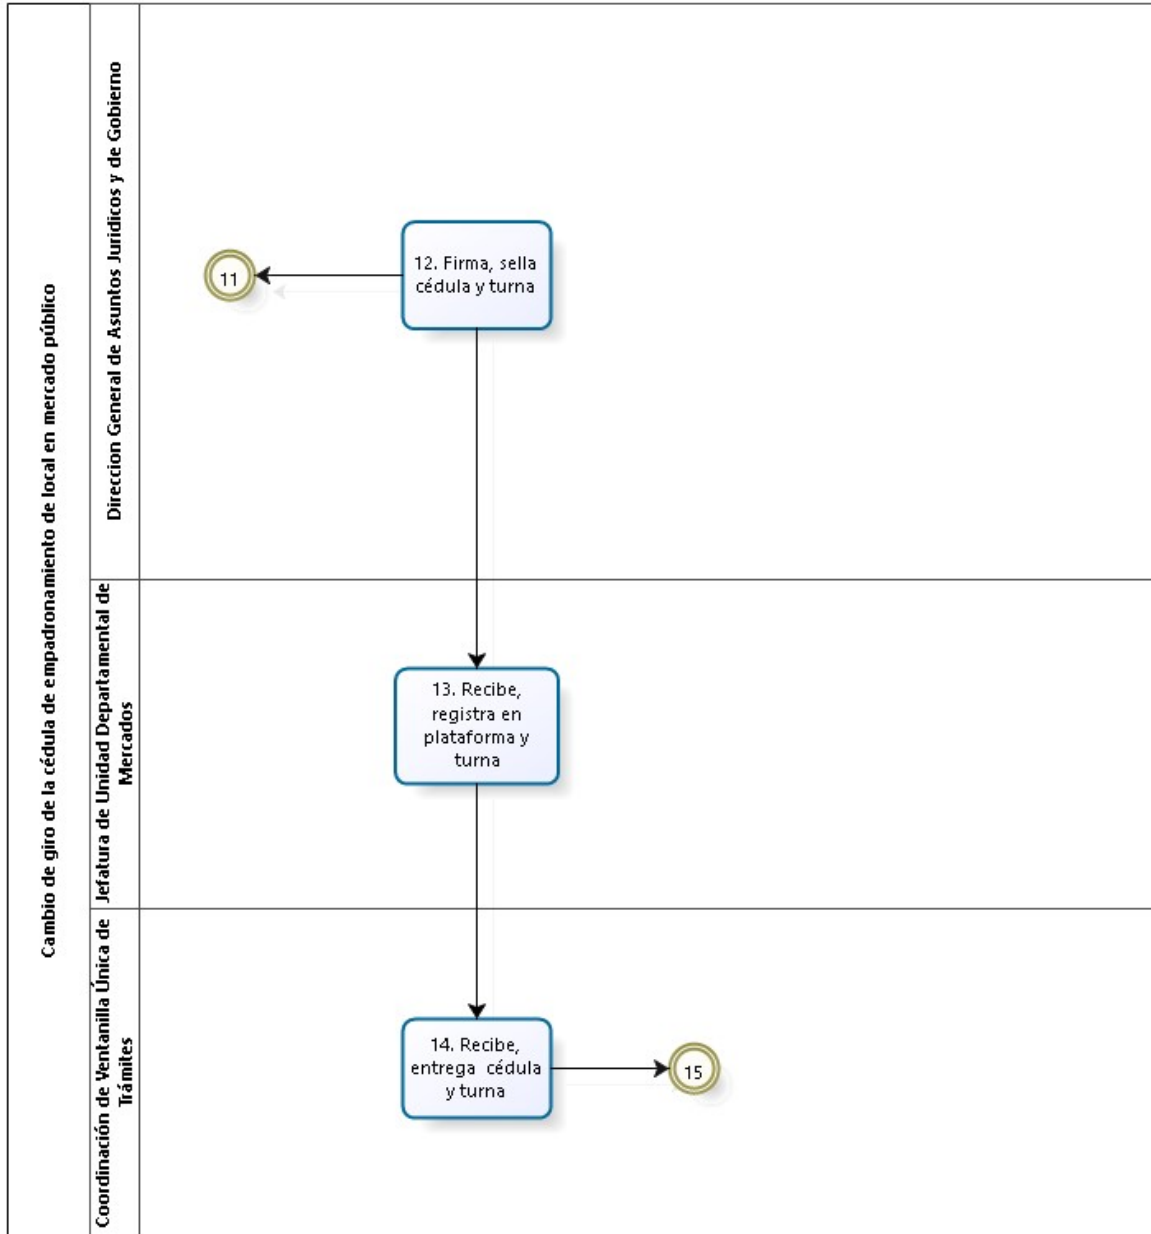 Cambio de giro de la cédula de empadronamiento de local en mercado público
Direccion General de Asuntos Jurídicos y de Gobierno
11
12. Firma, sella
cédula y turna
Jefatura de Unidad Departamental de
Mercados
13. Recibe,
registra en
plataforma y
turna
Coordinación de Ventanilla Única de
Trámites
14. Recibe,
entrega cédula
y turna
15